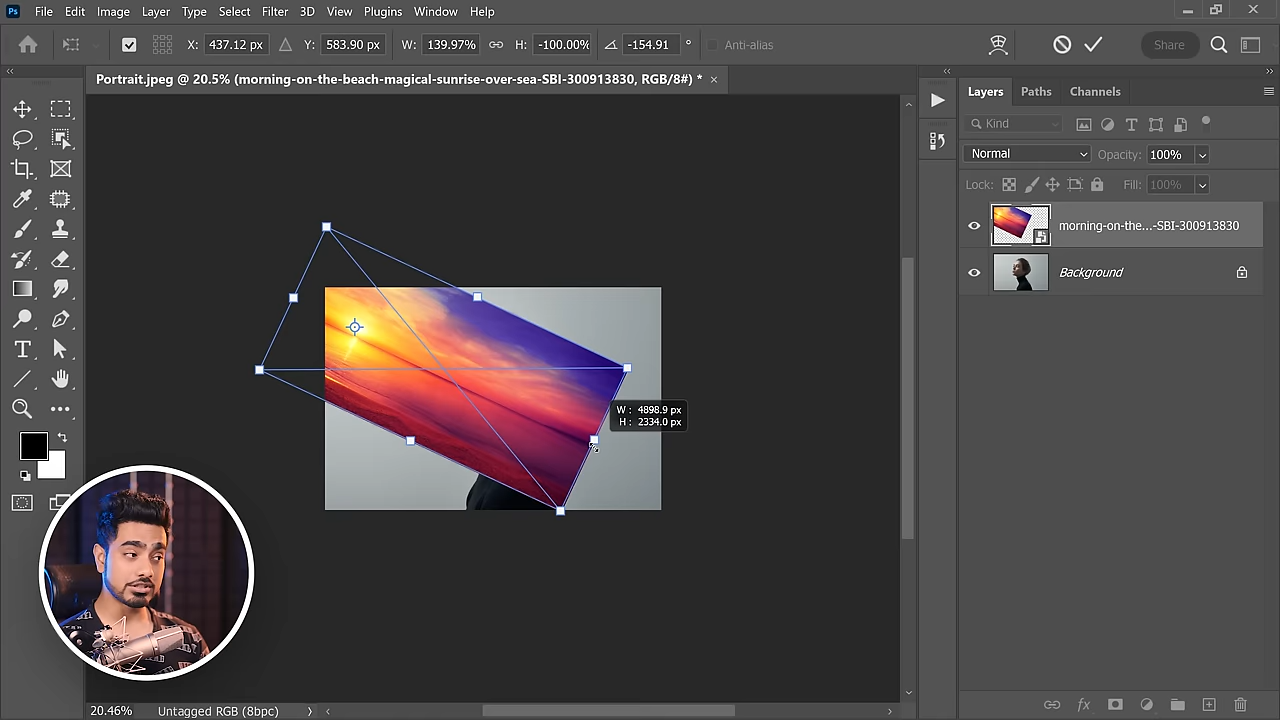 Ps File Edit Image Layer Type Select Filter 3D View Plugins Window Help
X: 437.12 px Y: 583.90 px W: 139.97% H: -100.00% -154.91 ° Anti-alias Share
Portrait.jpeg @ 20.5% (morning-on-the-beach-magical-sunrise-over-sea-SBI-300913830, RGB/8#) * ×
Layers Paths Channels
Kind
Normal Opacity: 100%
Lock: Fill: 100%
morning-on-the...-SBI-300913830
Background
W : 4898.9 px
H : 2334.0 px
20.46% Untagged RGB (8bpc)
fx